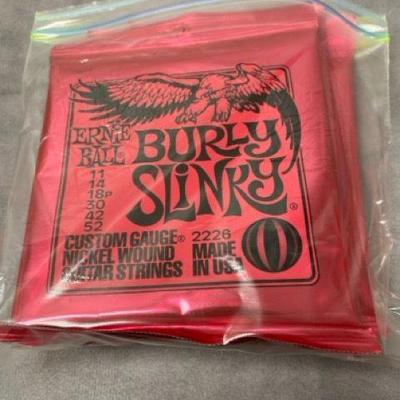 ERNIE
BALL
BURLY
SLINKY®
11
14
18P
30
42
52
CUSTOM GAUGE® 2226 MADE
NICKEL WOUND IN USA
GUITAR STRINGS